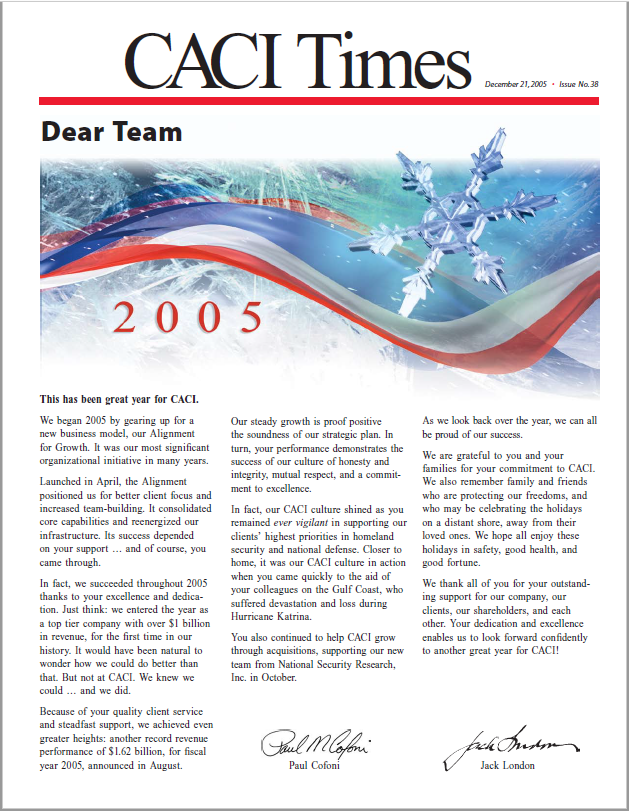 CACI Times
December 21, 2005 • Issue No. 38
Dear Team
2005
This has been great year for CACI.
We began 2005 by gearing up for a
new business model, our Alignment
for Growth. It was our most significant
organizational initiative in many years.
Launched in April, the Alignment
positioned us for better client focus and
increased team-building. It consolidated
core capabilities and reenergized our
infrastructure. Its success depended
on your support ... and of course, you
came through.
In fact, we succeeded throughout 2005
thanks to your excellence and dedica-
tion. Just think: we entered the year as
a top tier company with over $1 billion
in revenue, for the first time in our
history. It would have been natural to
wonder how we could do better than
that. But not at CACI. We knew we
could ... and we did.
Because of your quality client service
and steadfast support, we achieved even
greater heights: another record revenue
performance of $1.62 billion, for fiscal
year 2005, announced in August.
Our steady growth is proof positive
the soundness of our strategic plan. In
turn, your performance demonstrates the
success of our culture of honesty and
integrity, mutual respect, and a commit-
ment to excellence.
In fact, our CACI culture shined as you
remained ever vigilant in supporting our
clients' highest priorities in homeland
security and national defense. Closer to
home, it was our CACI culture in action
when you came quickly to the aid of
your colleagues on the Gulf Coast, who
suffered devastation and loss during
Hurricane Katrina.
You also continued to help CACI grow
through acquisitions, supporting our new
team from National Security Research,
Inc. in October.
Paul M Cofoni
Paul Cofoni
As we look back over the year, we can all
be proud of our success.
We are grateful to you and your
families for your commitment to CACI.
We also remember family and friends
who are protecting our freedoms, and
who may be celebrating the holidays
on a distant shore, away from their
loved ones. We hope all enjoy these
holidays in safety, good health, and
good fortune.
We thank all of you for your outstand-
ing support for our company, our
clients, our shareholders, and each
other. Your dedication and excellence
enables us to look forward confidently
to another great year for CACI!
Jack London
Jack London